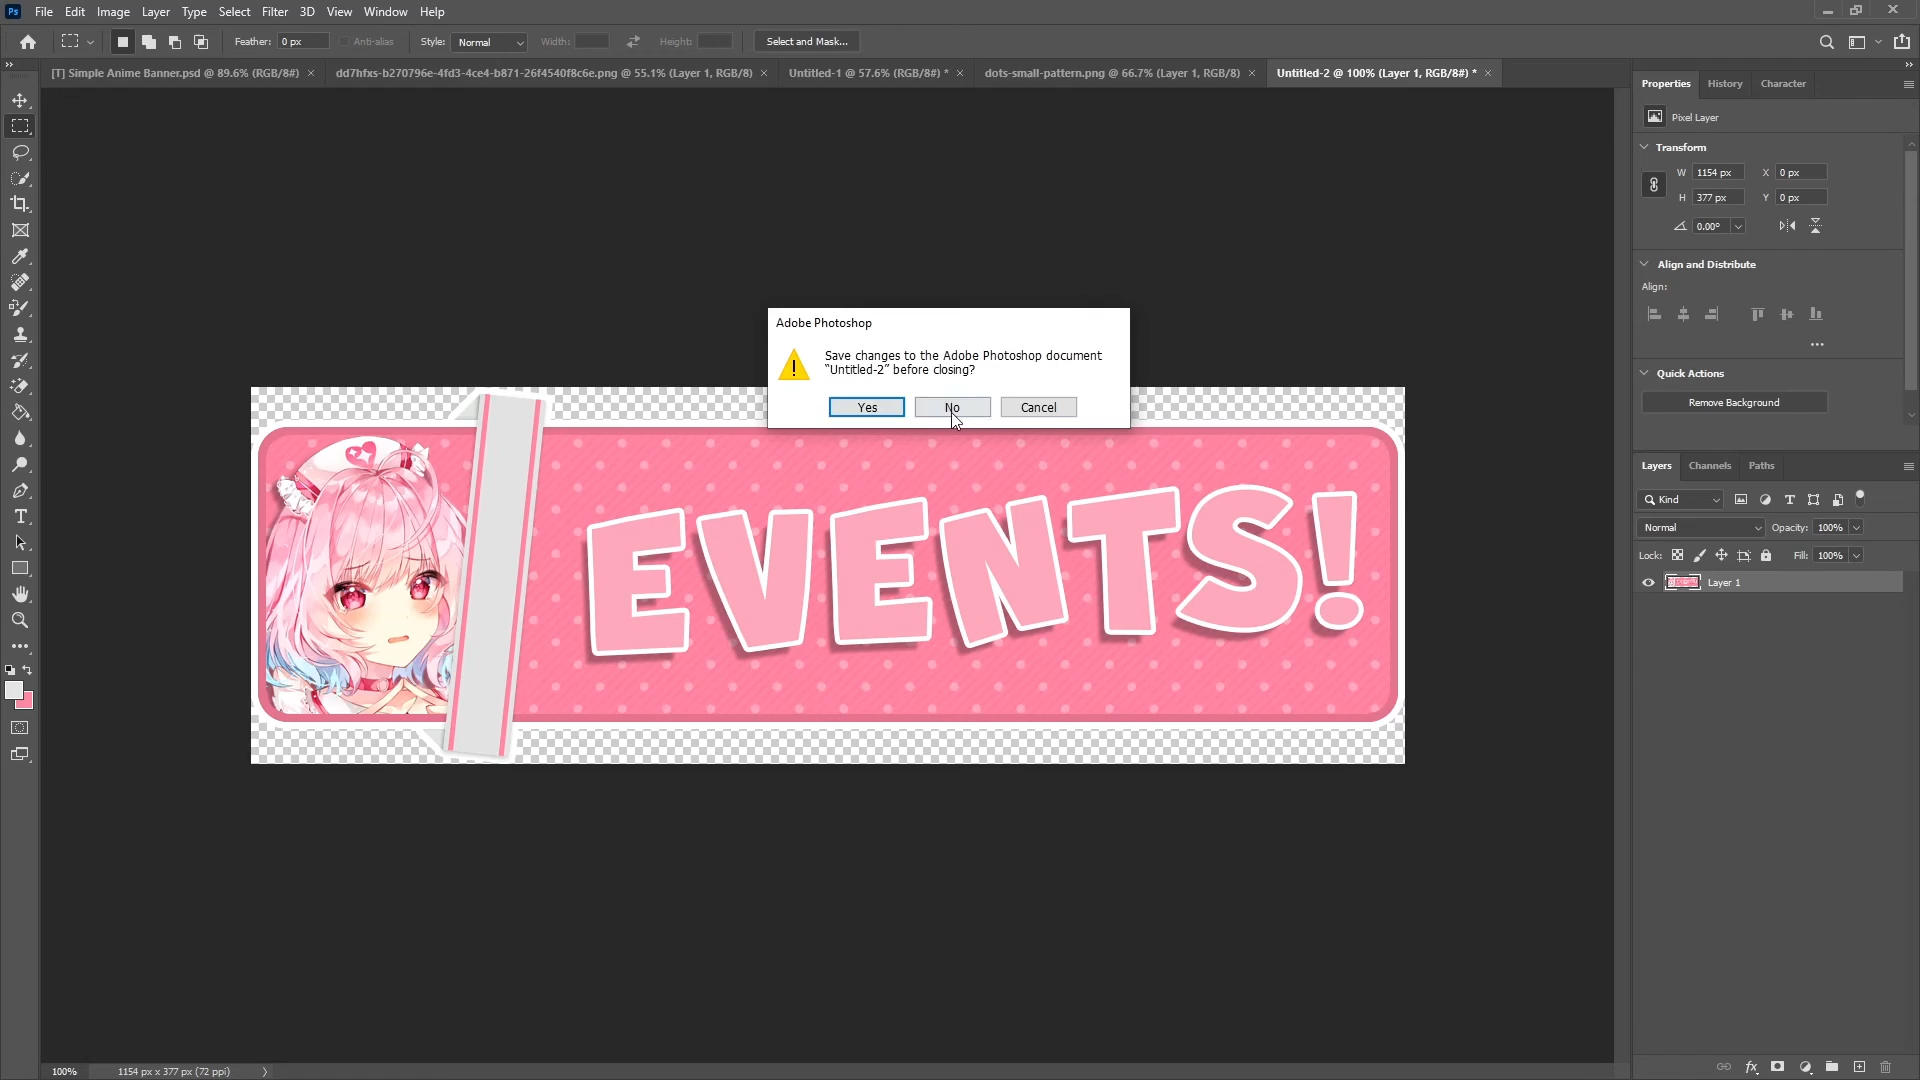 Ps File Edit Image Layer Type Select Filter 3D View Window Help
Feather: 0 px Anti-alias Style: Normal Width: Height: Select and Mask...
[T] Simple Anime Banner.psd @ 89.6% (RGB/8#) dd7hfxs-b270796e-4fd3-4ce4-b871-26f4540f8c6e.png @ 55.1% (Layer 1, RGB/8) Untitled-1 @ 57.6% (RGB/8#) * dots-small-pattern.png @ 66.7% (Layer 1, RGB/8) Untitled-2 @ 100% (Layer 1, RGB/8#) *
Properties History Character
Pixel Layer
Transform
W 1154 px X 0 px
H 377 px Y 0 px
0.00°
Align and Distribute
Align:
Quick Actions
Remove Background
Adobe Photoshop
Save changes to the Adobe Photoshop document
“Untitled-2” before closing?
Yes No Cancel
EVENTS!
Layers Channels Paths
Kind
Normal Opacity: 100%
Lock: Fill: 100%
Layer 1
100% 1154 px x 377 px (72 ppi)